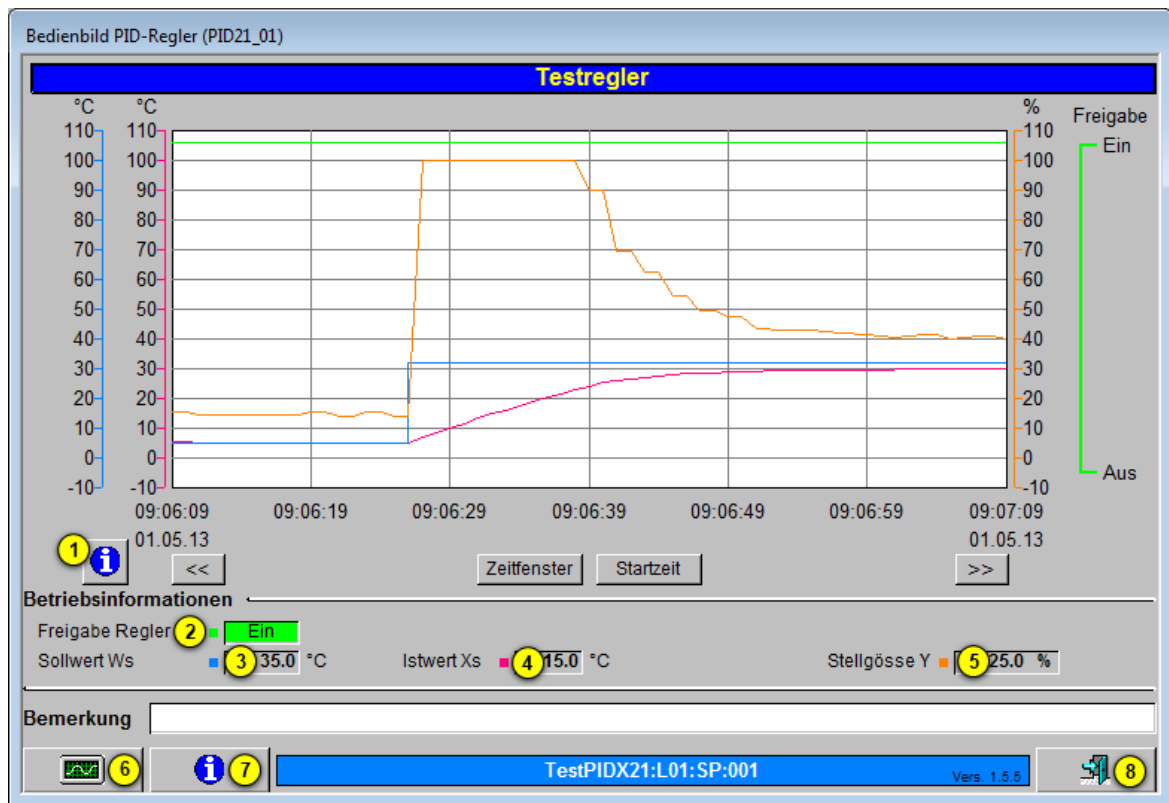 Bedienbild PID-Regler (PID21_01)
Testregler
°C °C % Freigabe
110 110 110 Ein
100 100 100
90 90 90
80 80 80
70 70 70
60 60 60
50 50 50
40 40 40
30 30 30
20 20 20
10 10 10
0 0 0 Aus
-10 -10 -10
09:06:09 09:06:19 09:06:29 09:06:39 09:06:49 09:06:59 09:07:09
01.05.13 01.05.13
1 << Zeitfenster Startzeit >>
Betriebsinformationen
Freigabe Regler 2 Ein
Sollwert Ws 3 35.0 °C Istwert Xs 4 15.0 °C Stellgösse Y 5 25.0 %
Bemerkung
6 7 TestPIDX21:L01:SP:001 Vers. 1.5.5 8